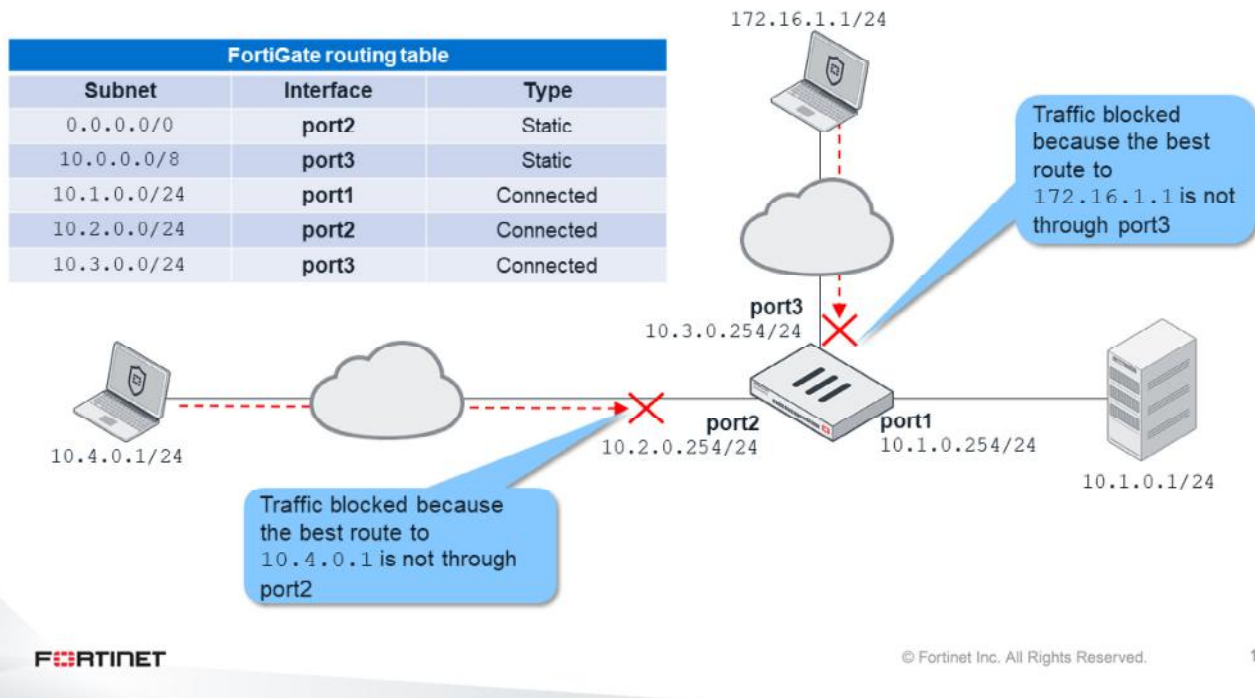 172.16.1.1/24
FortiGate routing table
Subnet Interface Type
0.0.0.0/0 port2 Static
10.0.0.0/8 port3 Static
10.1.0.0/24 port1 Connected
10.2.0.0/24 port2 Connected
10.3.0.0/24 port3 Connected
Traffic blocked
because the best
route to
172.16.1.1 is not
through port3
port3
10.3.0.254/24
port2
10.2.0.254/24
port1
10.1.0.254/24
10.4.0.1/24
10.1.0.1/24
Traffic blocked because
the best route to
10.4.0.1 is not through
port2
FORTINET
© Fortinet Inc. All Rights Reserved.
1